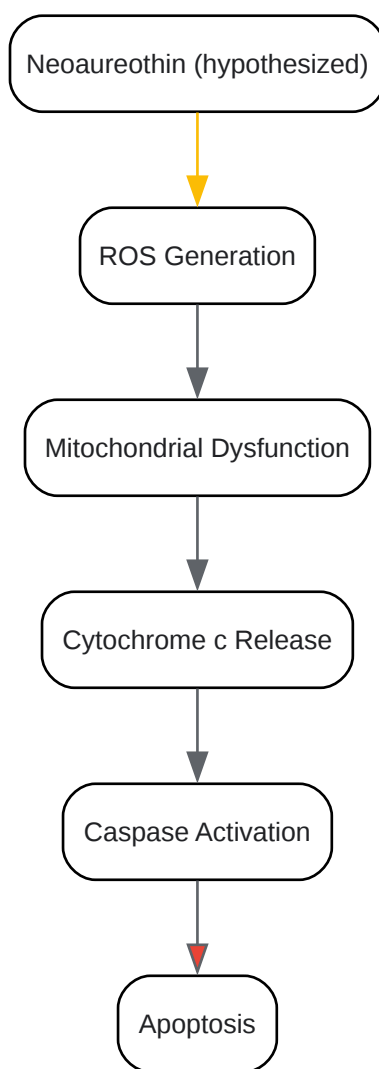 Neoaureothin (hypothesized)
ROS Generation
Mitochondrial Dysfunction
Cytochrome c Release
Caspase Activation
Apoptosis